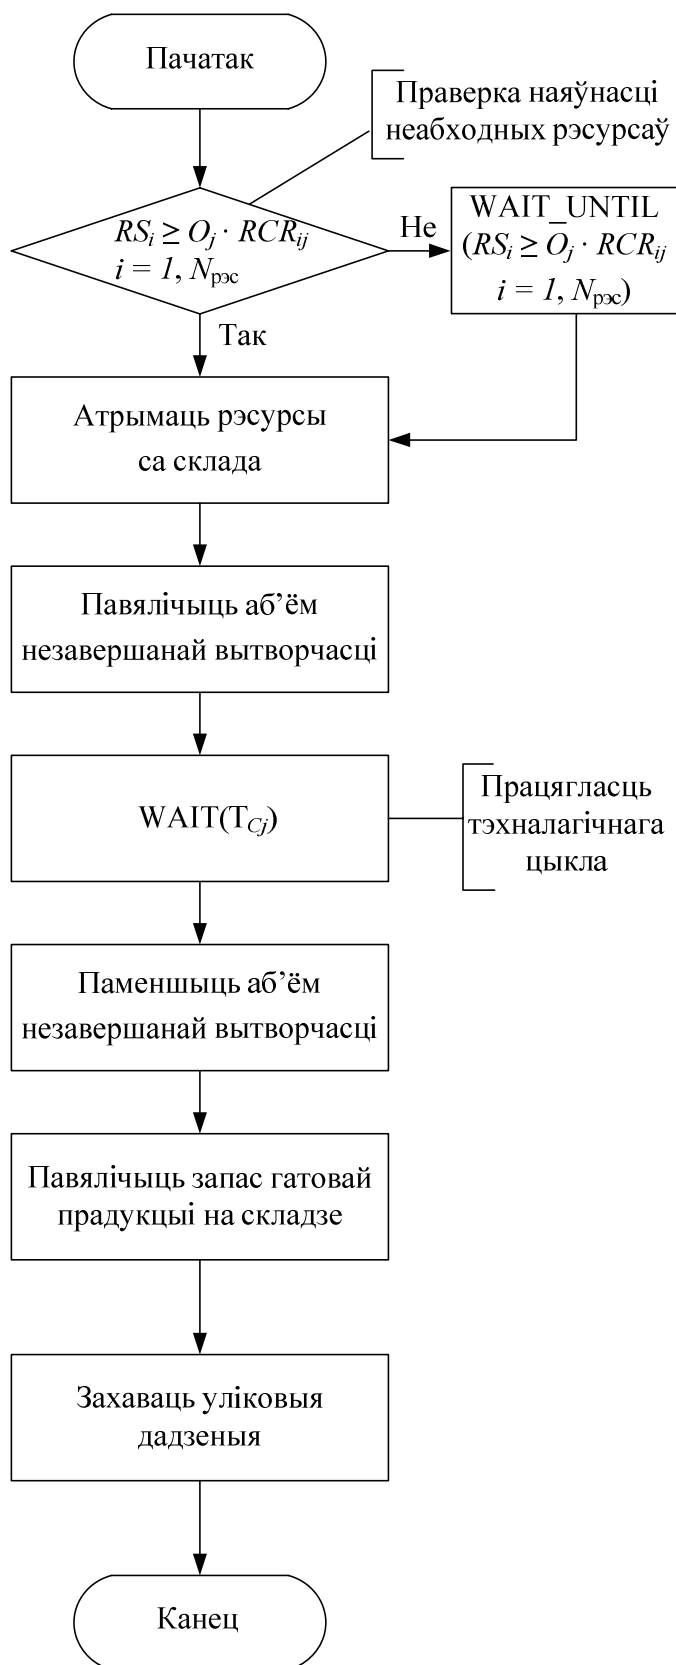 Пачатак
Праверка наяўнасці
неабходных рэсурсаў
RSᵢ ≥ Oⱼ · RCRᵢⱼ
i = 1, Nрэс
Не
WAIT_UNTIL
(RSᵢ ≥ Oⱼ · RCRᵢⱼ
i = 1, Nрэс)
Так
Атрымаць рэсурсы
са склада
Павялічыць аб’ём
незавершанай вытворчасці
WAIT(T_Cj)
Працягласць
тэхналагічнага
цыкла
Паменшыць аб’ём
незавершанай вытворчасці
Павялічыць запас гатовай
прадукцыі на складзе
Захаваць уліковыя
дадзеныя
Канец